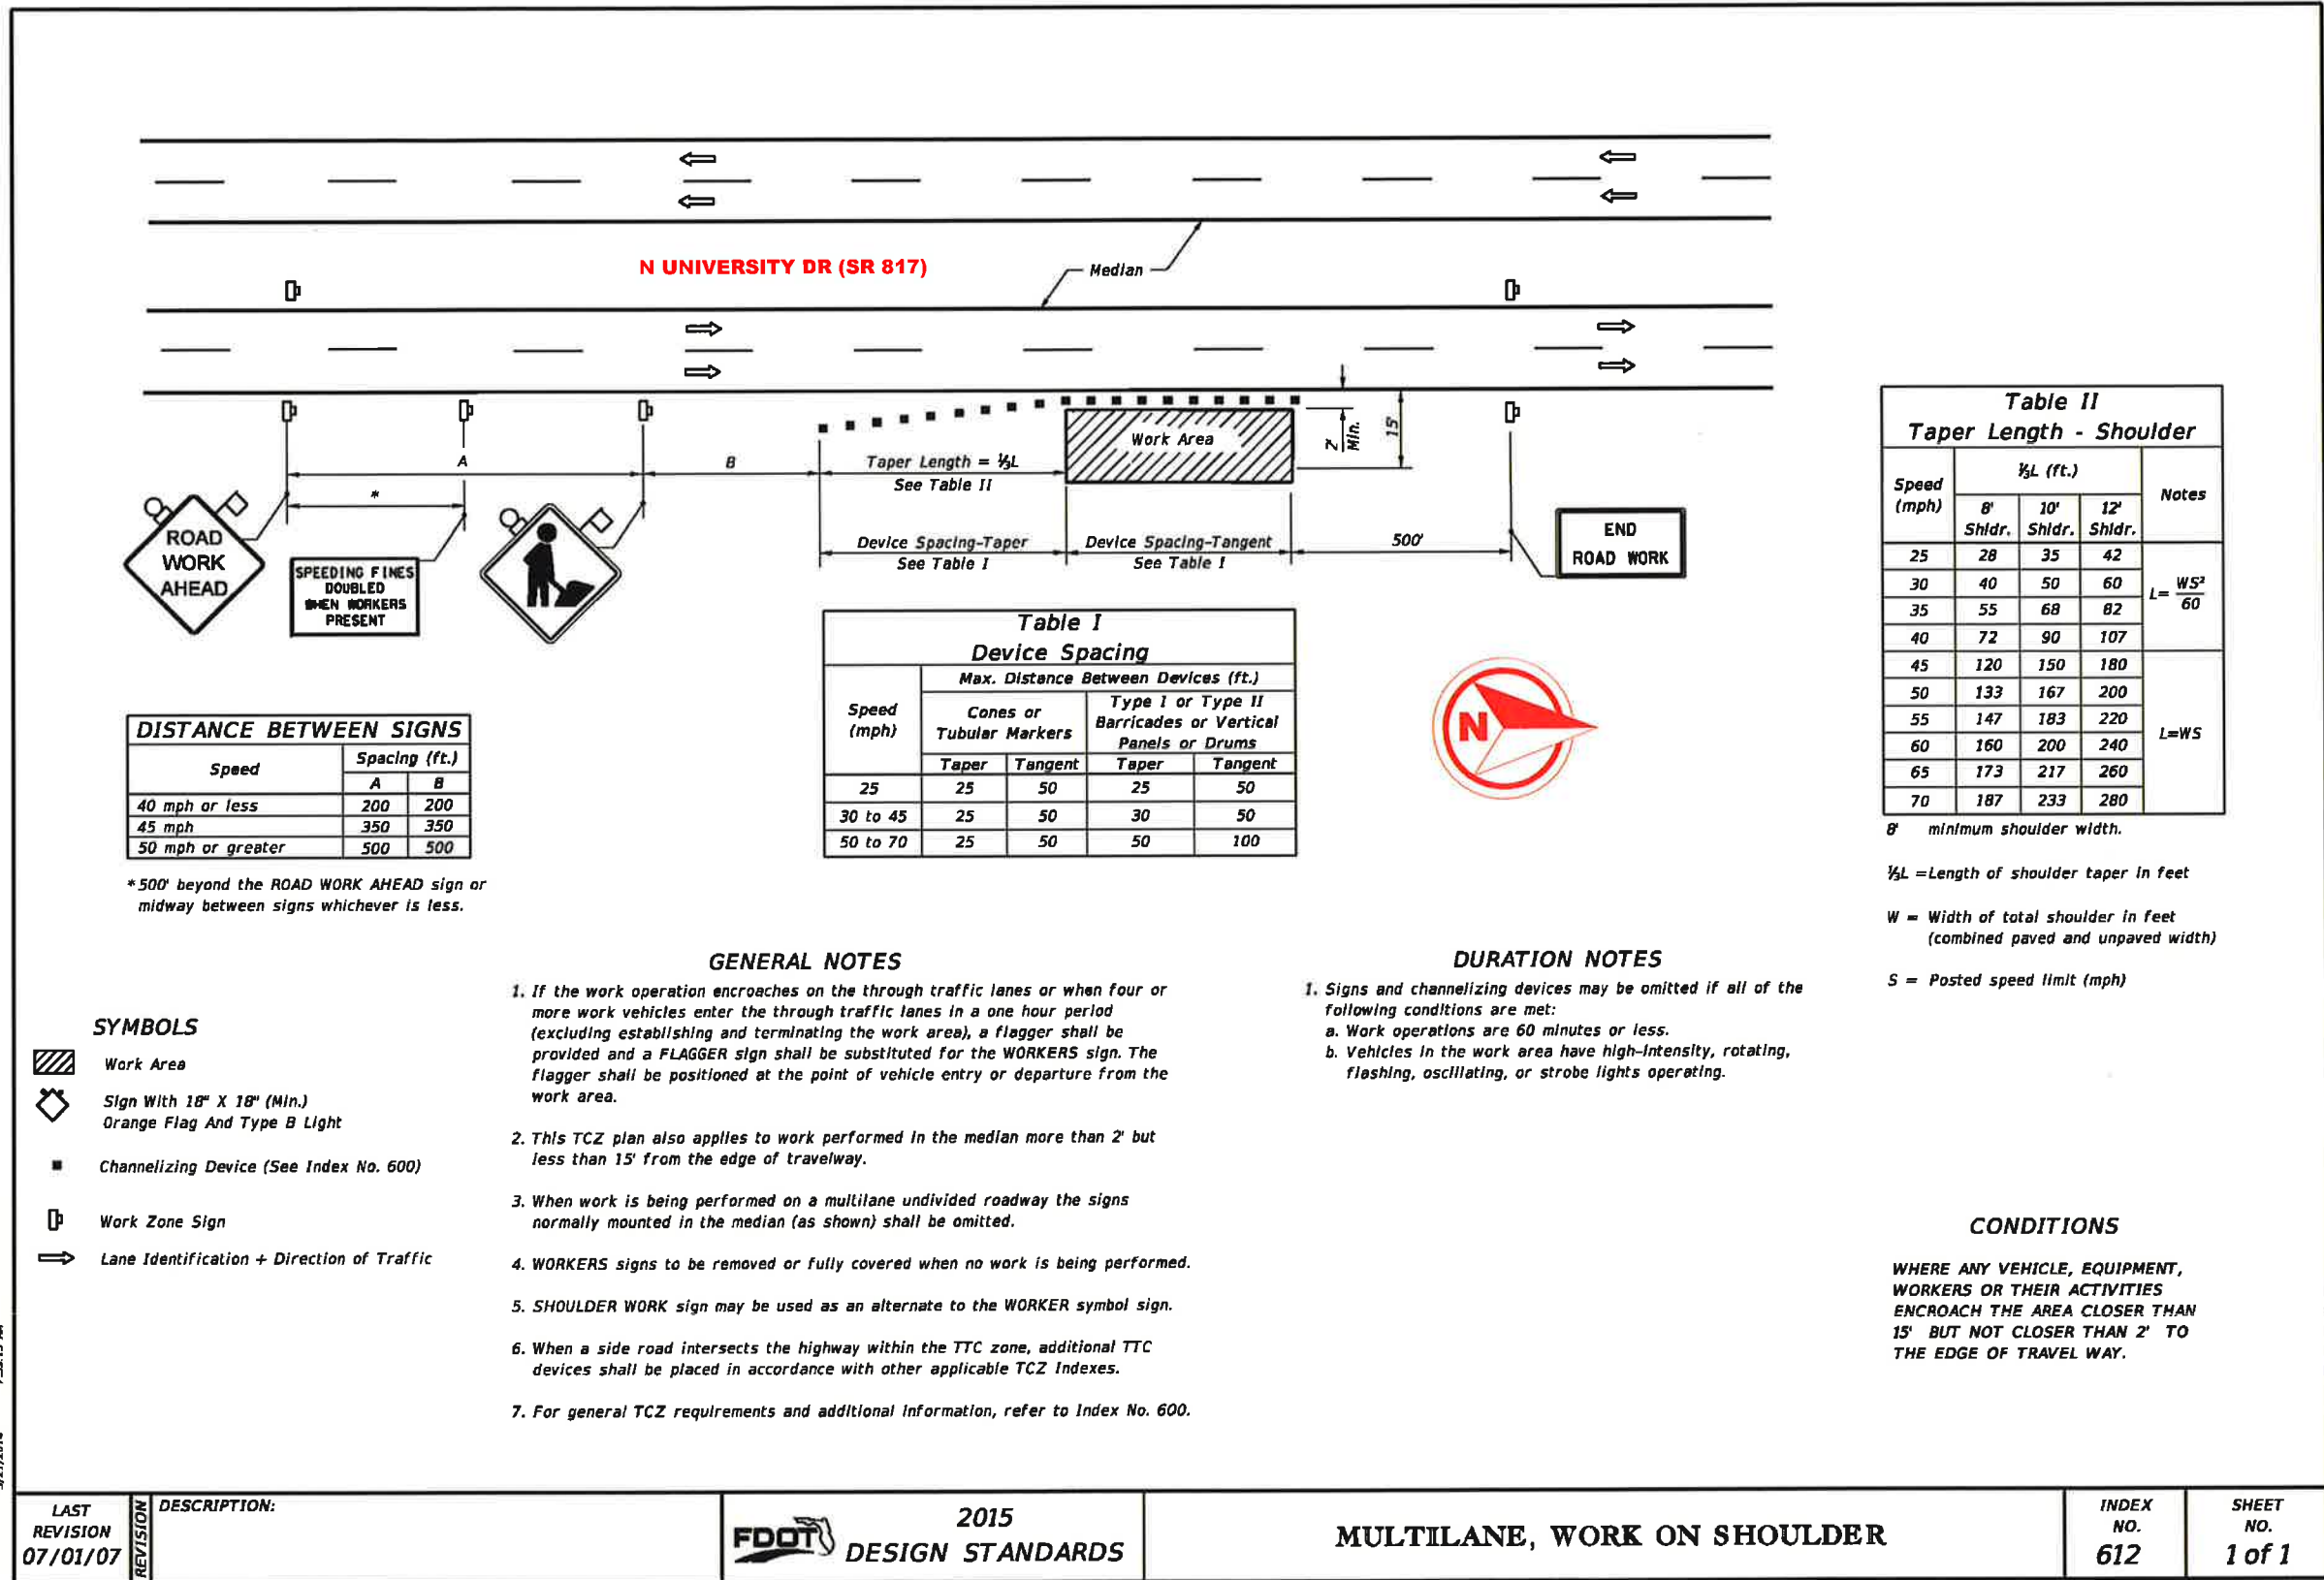 N UNIVERSITY DR (SR 817)
Median
Work Area
2'
Min.
15'
A
B
*
Taper Length = ⅓L
See Table II
Device Spacing-Taper
See Table I
Device Spacing-Tangent
See Table I
500'
ROAD
WORK
AHEAD
SPEEDING FINES
DOUBLED
WHEN WORKERS
PRESENT
END
ROAD WORK
Table II
Taper Length - Shoulder
Speed
(mph)
⅓L (ft.)
Notes
8'
Shldr.
10'
Shldr.
12'
Shldr.
25 28 35 42
30 40 50 60
35 55 68 82
40 72 90 107
L= WS²
60
45 120 150 180
50 133 167 200
55 147 183 220
60 160 200 240
65 173 217 260
70 187 233 280
L=WS
8' minimum shoulder width.
⅓L =Length of shoulder taper in feet
W = Width of total shoulder in feet
(combined paved and unpaved width)
S = Posted speed limit (mph)
Table I
Device Spacing
Speed
(mph)
Max. Distance Between Devices (ft.)
Cones or
Tubular Markers
Type I or Type II
Barricades or Vertical
Panels or Drums
Taper Tangent Taper Tangent
25 25 50 25 50
30 to 45 25 50 30 50
50 to 70 25 50 50 100
N
DISTANCE BETWEEN SIGNS
Speed
Spacing (ft.)
A B
40 mph or less 200 200
45 mph 350 350
50 mph or greater 500 500
*500' beyond the ROAD WORK AHEAD sign or
midway between signs whichever is less.
SYMBOLS
Work Area
Sign With 18" X 18" (Min.)
Orange Flag And Type B Light
Channelizing Device (See Index No. 600)
Work Zone Sign
Lane Identification + Direction of Traffic
GENERAL NOTES
1. If the work operation encroaches on the through traffic lanes or when four or
more work vehicles enter the through traffic lanes in a one hour period
(excluding establishing and terminating the work area), a flagger shall be
provided and a FLAGGER sign shall be substituted for the WORKERS sign. The
flagger shall be positioned at the point of vehicle entry or departure from the
work area.
2. This TCZ plan also applies to work performed in the median more than 2' but
less than 15' from the edge of travelway.
3. When work is being performed on a multilane undivided roadway the signs
normally mounted in the median (as shown) shall be omitted.
4. WORKERS signs to be removed or fully covered when no work is being performed.
5. SHOULDER WORK sign may be used as an alternate to the WORKER symbol sign.
6. When a side road intersects the highway within the TTC zone, additional TTC
devices shall be placed in accordance with other applicable TCZ Indexes.
7. For general TCZ requirements and additional information, refer to Index No. 600.
DURATION NOTES
1. Signs and channelizing devices may be omitted if all of the
following conditions are met:
a. Work operations are 60 minutes or less.
b. Vehicles in the work area have high-intensity, rotating,
flashing, oscillating, or strobe lights operating.
CONDITIONS
WHERE ANY VEHICLE, EQUIPMENT,
WORKERS OR THEIR ACTIVITIES
ENCROACH THE AREA CLOSER THAN
15' BUT NOT CLOSER THAN 2' TO
THE EDGE OF TRAVEL WAY.
LAST
REVISION
07/01/07
REVISION
DESCRIPTION:
FDOT
2015
DESIGN STANDARDS
MULTILANE, WORK ON SHOULDER
INDEX
NO.
612
SHEET
NO.
1 of 1